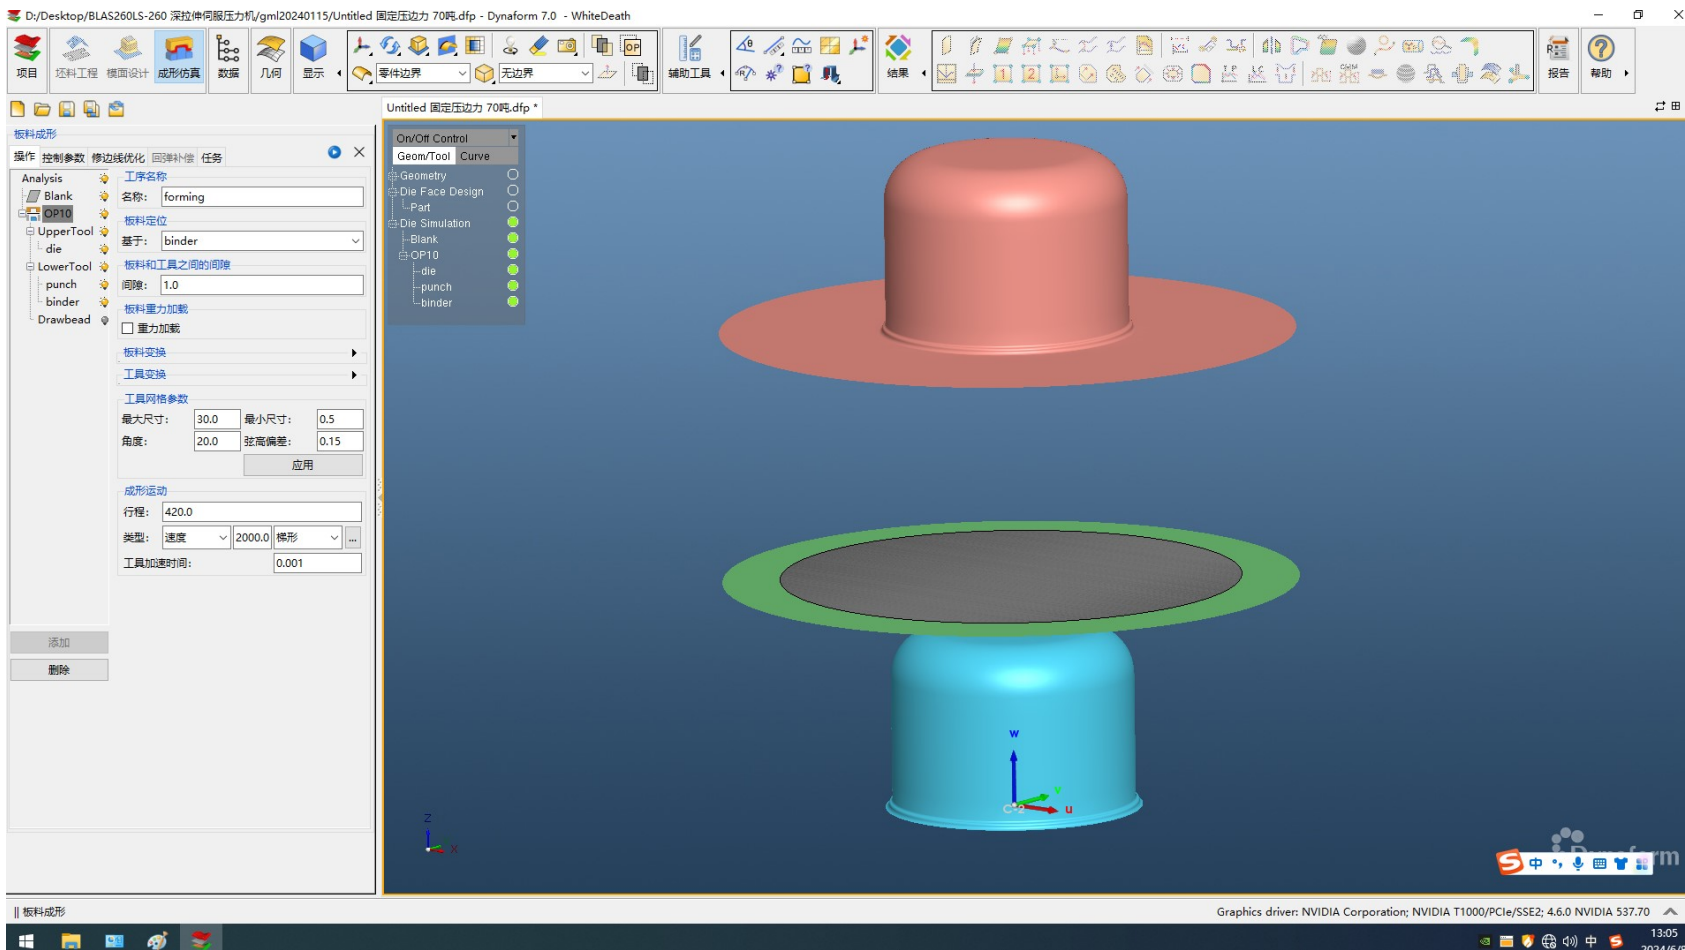 D:/Desktop/BLAS260LS-260 深拉伸伺服压力机/gml20240115/Untitled 固定压边力 70吨.dfp - Dynaform 7.0 - WhiteDeath
项目 坯料工程 模面设计 成形仿真 数据 几何 显示 零件边界 无边界 辅助工具 结果 报告 帮助
Untitled 固定压边力 70吨.dfp *
板料成形
操作 控制参数 修边线优化 回弹补偿 任务
Analysis
Blank
OP10
UpperTool
die
LowerTool
punch
binder
Drawbead
添加
删除
工序名称
名称: forming
板料定位
基于: binder
板料和工具之间的间隙
间隙: 1.0
板料重力加载
重力加载
板料变换
工具变换
工具网格参数
最大尺寸: 30.0 最小尺寸: 0.5
角度: 20.0 弦高偏差: 0.15
应用
成形运动
行程: 420.0
类型: 速度 2000.0 梯形 ...
工具加速时间: 0.001
On/Off Control
Geom/Tool Curve
Geometry
Die Face Design
Part
Die Simulation
Blank
OP10
die
punch
binder
w
v
u
Z
X
中
|| 板料成形
Graphics driver: NVIDIA Corporation; NVIDIA T1000/PCIe/SSE2; 4.6.0 NVIDIA 537.70
中
13:05